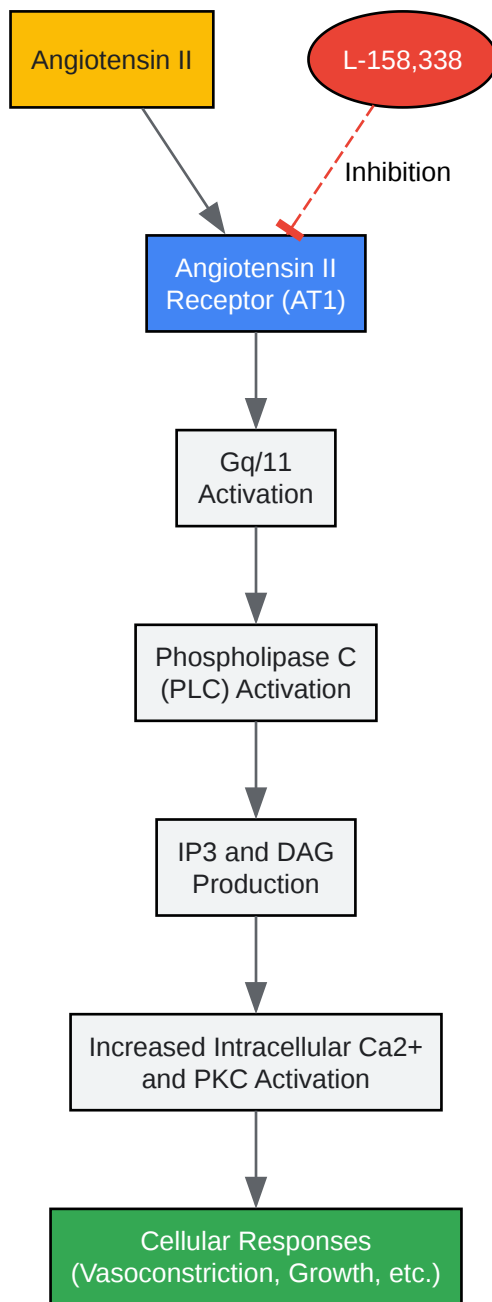 Angiotensin II
L-158,338
Inhibition
Angiotensin II
Receptor (AT1)
Gq/11
Activation
Phospholipase C
(PLC) Activation
IP3 and DAG
Production
Increased Intracellular Ca2+
and PKC Activation
Cellular Responses
(Vasoconstriction, Growth, etc.)